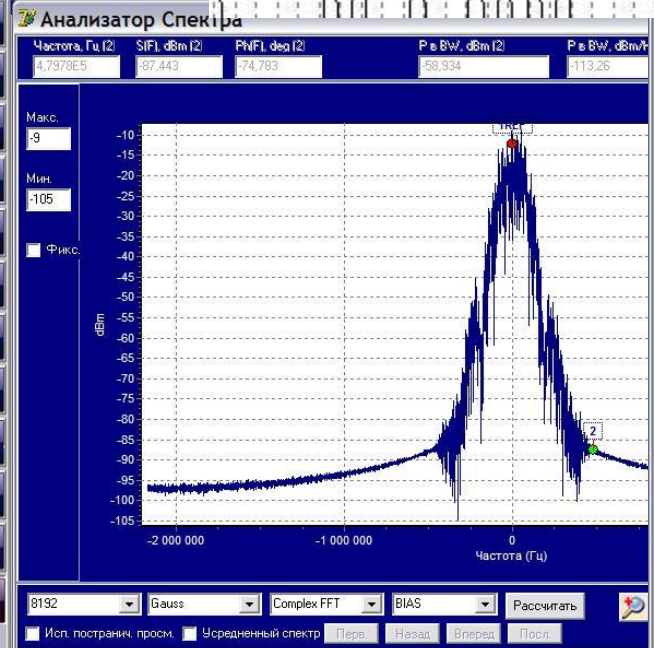 Анализатор Спектра
Частота, Гц (2) S(F), dBm (2) Ph(F), deg (2) P в BW, dBm (2) P в BW, dBm/H
4,7978E5 -87,443 -74,783 -58,934 -113,26
Макс.
-9
Мин.
-105
Фикс.
1REF
-10
-15
-20
-25
-30
-35
-40
-45
-50
-55
-60
-65
-70
-75
-80
-85
-90
-95
-100
-105
dBm
2
-2 000 000 -1 000 000 0
Частота (Гц)
8192 Gauss Complex FFT BIAS Рассчитать
Исп. постранич. просм. Усредненный спектр Перв. Назад Вперед Посл.